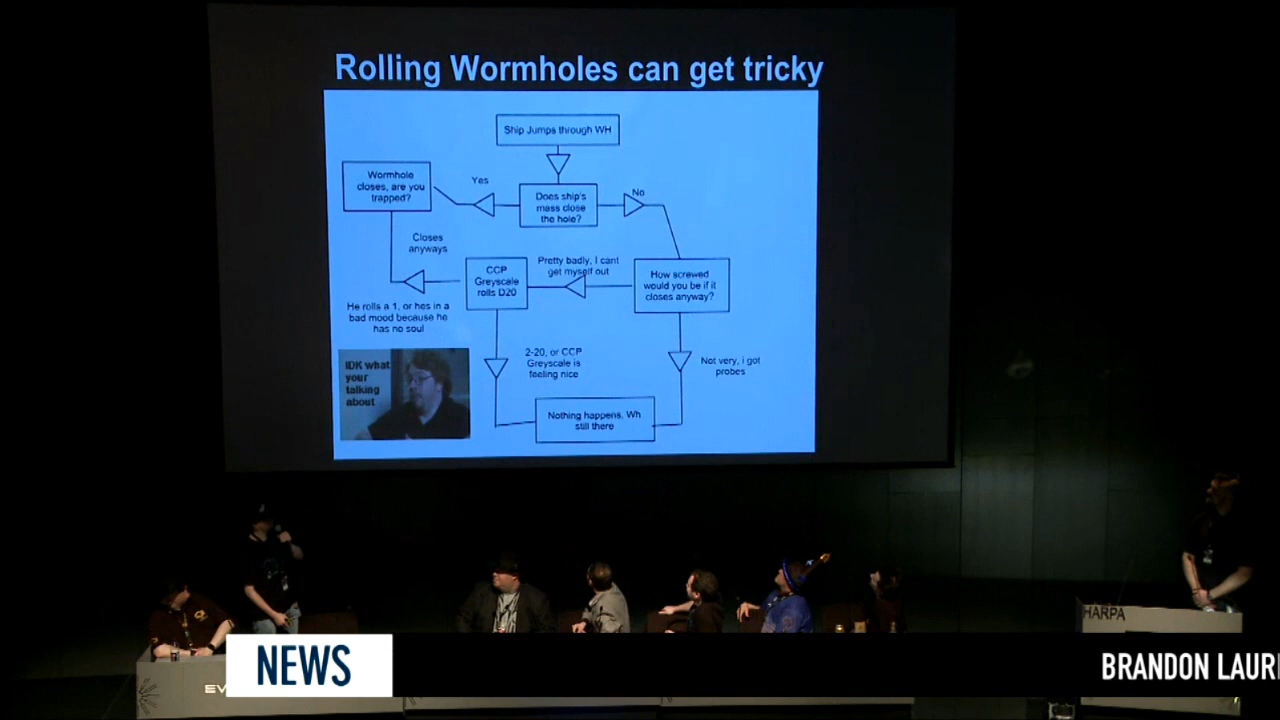 Rolling Wormholes can get tricky
Ship Jumps through WH
Wormhole
closes, are you
trapped?
Yes
Does ship's
mass close
the hole?
No
Closes
anyways
CCP
Greyscale
rolls D20
Pretty badly, I cant
get myself out
How screwed
would you be if it
closes anyway?
He rolls a 1, or hes in a
bad mood because he
has no soul
2-20, or CCP
Greyscale is
feeling nice
Not very, i got
probes
IDK what
your
talking
about
Nothing happens. Wh
still there
HARPA
NEWS
BRANDON LAURI
EV